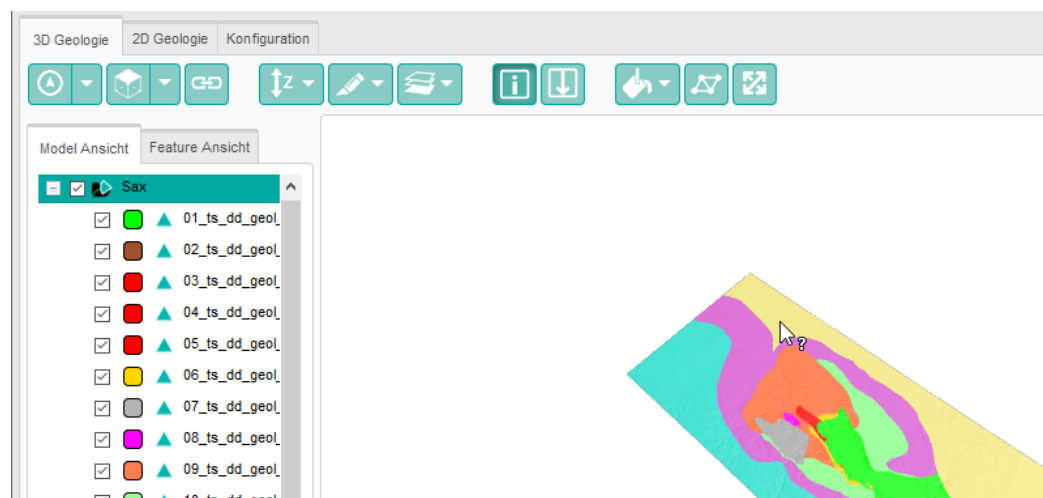 3D Geologie 2D Geologie Konfiguration
Z
Model Ansicht Feature Ansicht
Sax
01_ts_dd_geol_
02_ts_dd_geol_
03_ts_dd_geol_
04_ts_dd_geol_
05_ts_dd_geol_
06_ts_dd_geol_
07_ts_dd_geol_
08_ts_dd_geol_
09_ts_dd_geol_